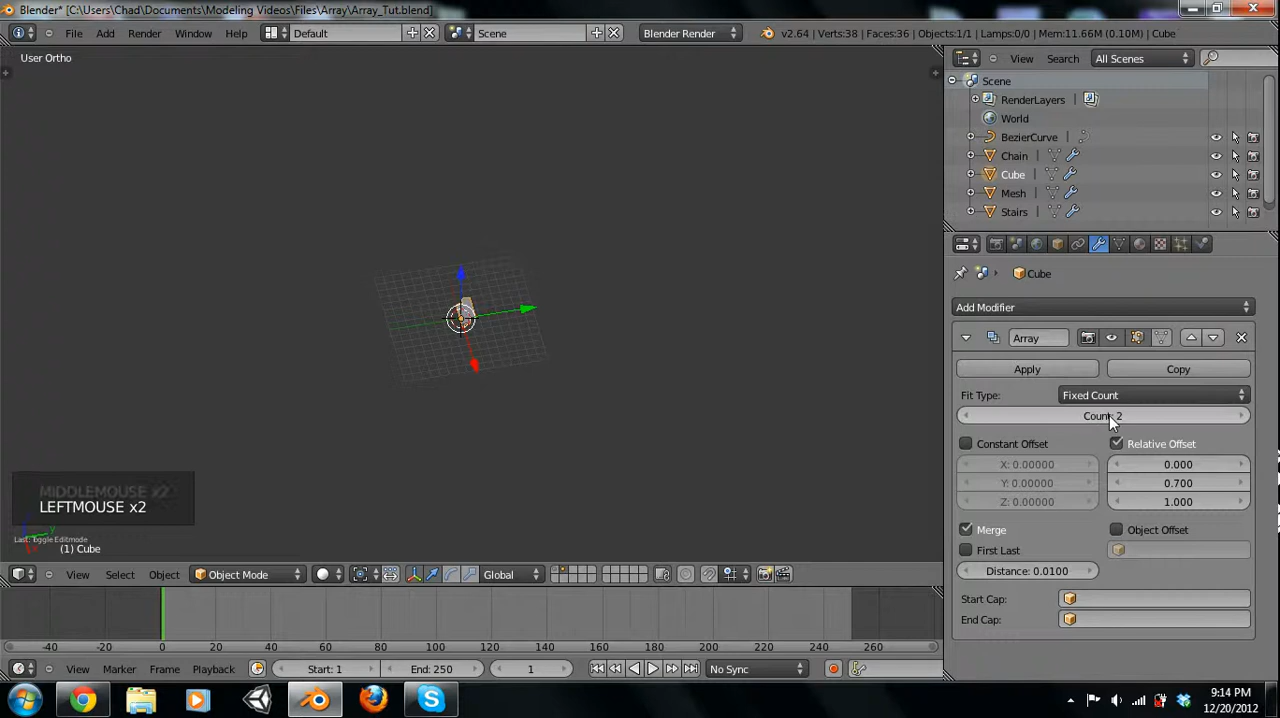 Blender* [C:\Users\Chad\Documents\Modeling Videos\Files\Array\Array_Tut.blend]
File Add Render Window Help Default Scene Blender Render v2.64 | Verts:38 | Faces:36 | Objects:1/1 | Lamps:0/0 | Mem:11.66M (0.10M) | Cube
User Ortho
View Search All Scenes
Scene
RenderLayers
World
BezierCurve
Chain
Cube
Mesh
Stairs
Cube
Add Modifier
Array
Apply Copy
Fit Type: Fixed Count
Count: 2
Constant Offset Relative Offset
X: 0.00000 0.000
Y: 0.00000 0.700
Z: 0.00000 1.000
Merge Object Offset
First Last
Distance: 0.0100
Start Cap:
End Cap:
MIDDLEMOUSE x2
LEFTMOUSE x2
Last: Toggle Editmode
(1) Cube
View Select Object Object Mode Global
-40 -20 0 20 40 60 80 100 120 140 160 180 200 220 240 260
View Marker Frame Playback Start: 1 End: 250 1 No Sync
9:14 PM
12/20/2012